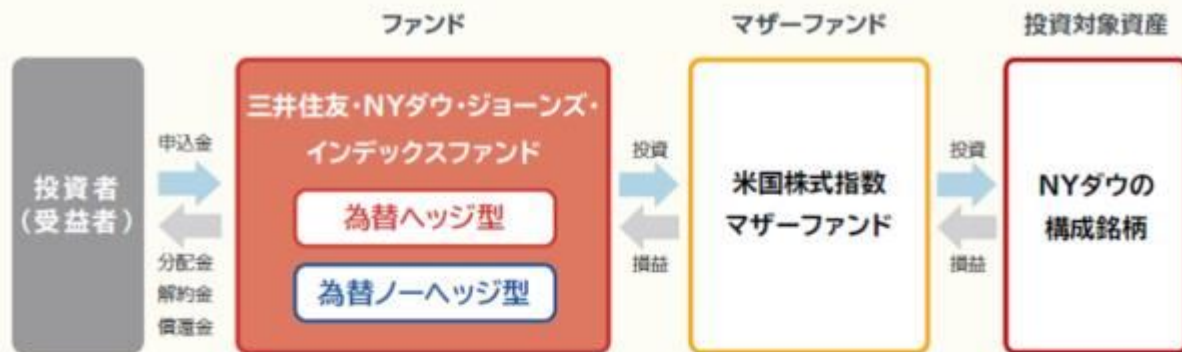 ファンド
マザーファンド
投資対象資産
投資者
（受益者）
申込金
分配金
解約金
償還金
三井住友・NYダウ・ジョーンズ・
インデックスファンド
為替ヘッジ型
為替ノーヘッジ型
投資
損益
米国株式指数
マザーファンド
投資
損益
NYダウの
構成銘柄